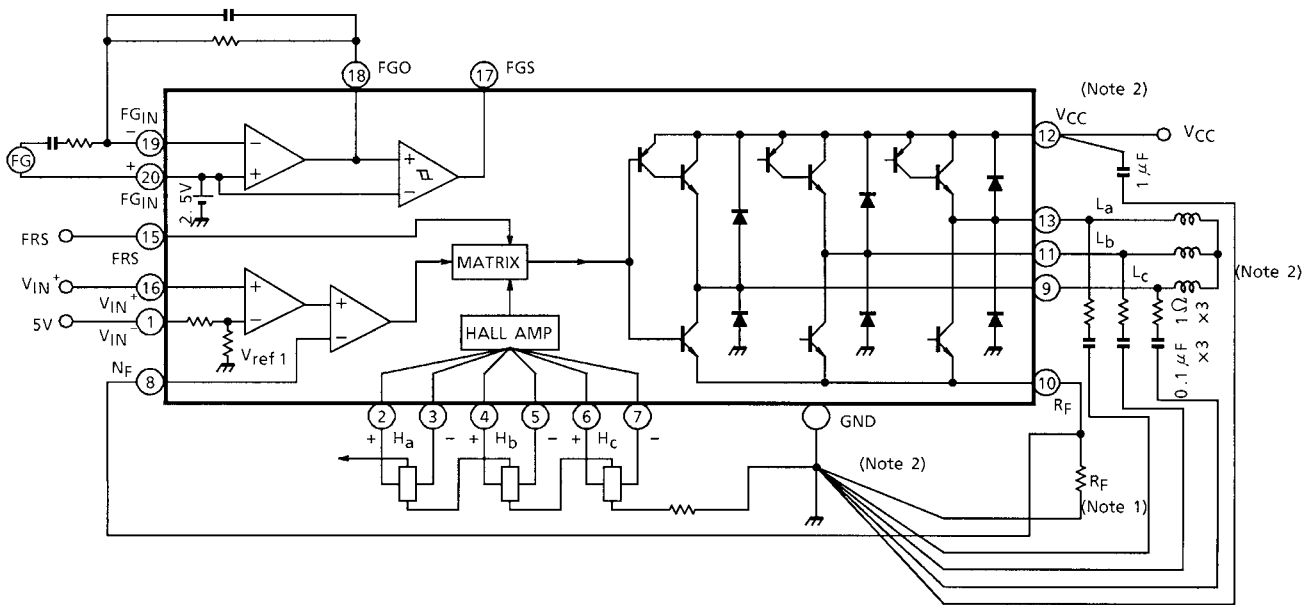 18 FGO
17 FGS
(Note 2)
FGIN
VCC
19
12
VCC
FG
20
FGIN
2.5V
1 μF
La
13
FRS
15
FRS
MATRIX
Lb
11
(Note 2)
VIN+
16
VIN+
Lc
9
5V
1
VIN−
HALL AMP
Vref 1
1Ω
×3
0.1 μF
×3
NF
8
10
RF
2 3 4 5 6 7
GND
+ Ha − + Hb − + Hc −
(Note 2)
RF
(Note 1)